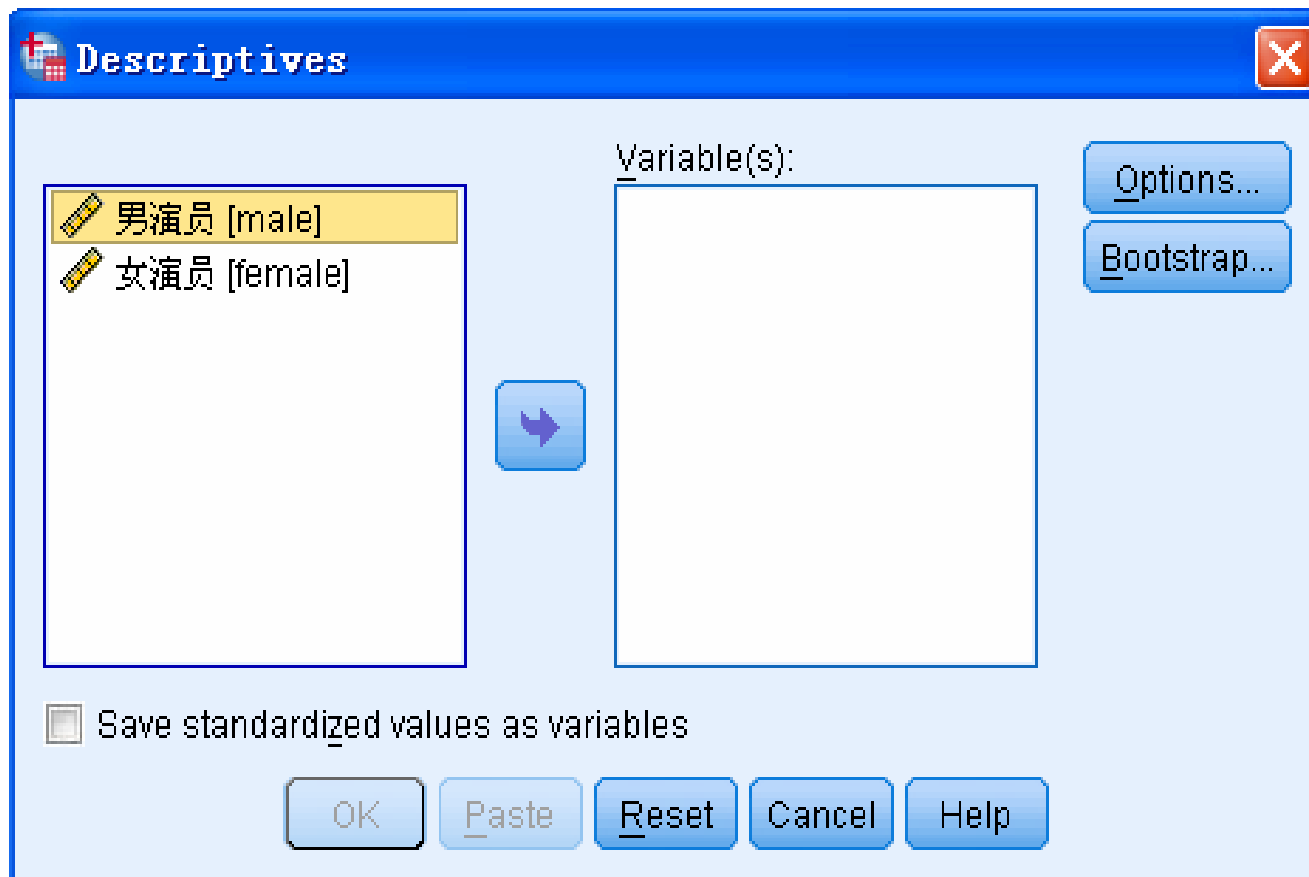 Descriptives
Variable(s):
男演员 [male]
女演员 [female]
Options...
Bootstrap...
Save standardized values as variables
OK
Paste
Reset
Cancel
Help